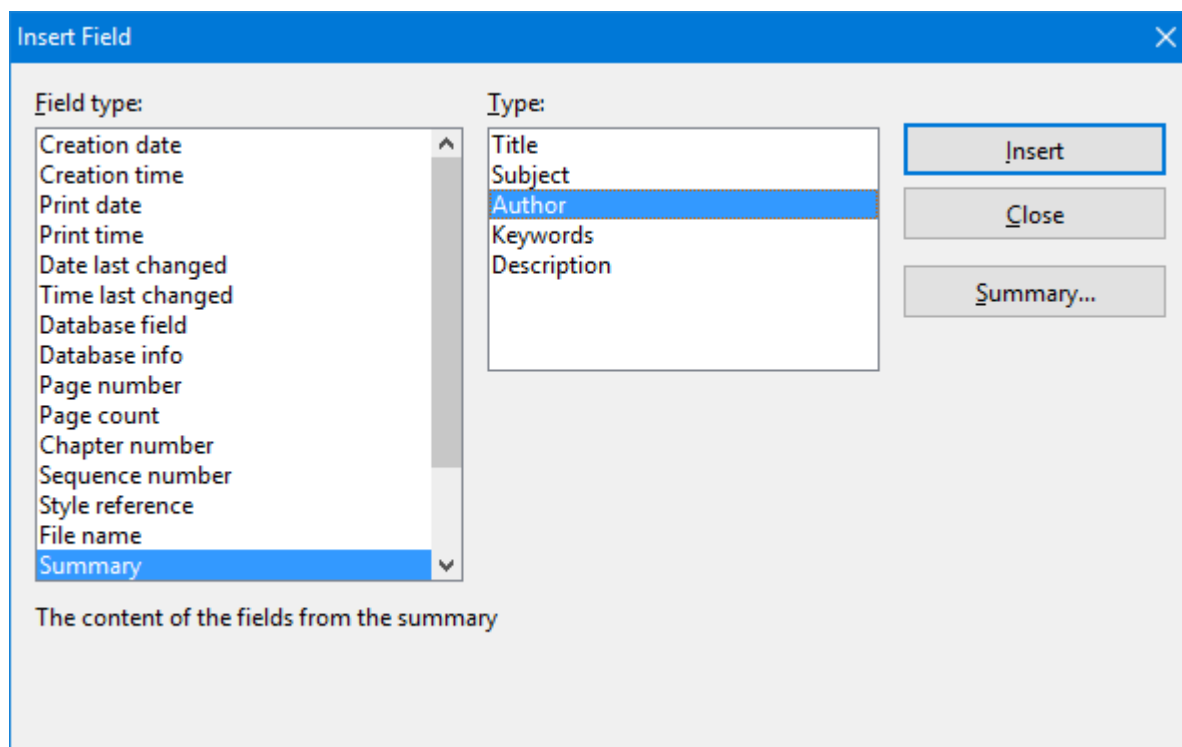 Insert Field
Field type:
Creation date
Creation time
Print date
Print time
Date last changed
Time last changed
Database field
Database info
Page number
Page count
Chapter number
Sequence number
Style reference
File name
Summary
Type:
Title
Subject
Author
Keywords
Description
Insert
Close
Summary...
The content of the fields from the summary